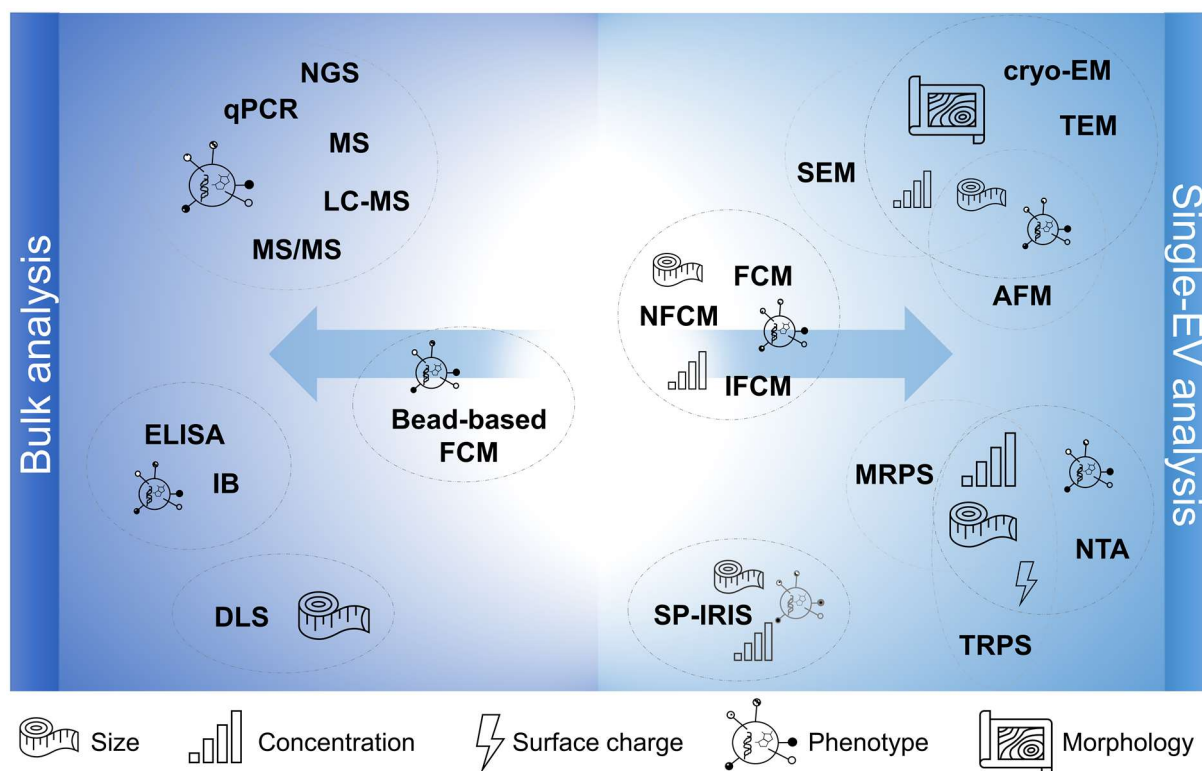 Bulk analysis
NGS
qPCR
MS
LC-MS
MS/MS
Bead-based
FCM
ELISA
IB
DLS
cryo-EM
TEM
SEM
AFM
FCM
NFCM
IFCM
MRPS
NTA
SP-IRIS
TRPS
Single-EV analysis
Size
Concentration
Surface charge
Phenotype
Morphology